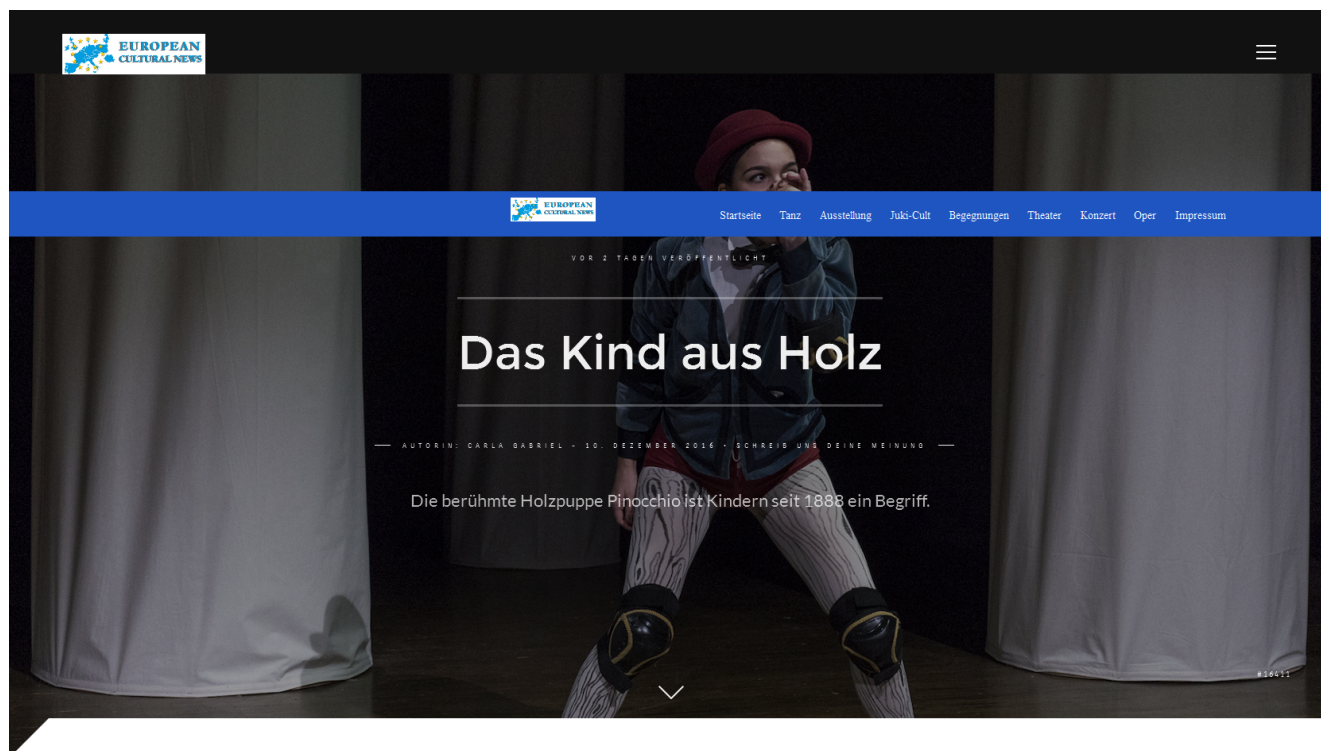 EUROPEAN
CULTURAL NEWS
EUROPEAN
CULTURAL NEWS
Startseite Tanz Ausstellung Juki-Cult Begegnungen Theater Konzert Oper Impressum
VOR 2 TAGEN VERÖFFENTLICHT
Das Kind aus Holz
AUTORIN: CARLA GABRIEL - 10. DEZEMBER 2016 • SCHREIB UNS DEINE MEINUNG
Die berühmte Holzpuppe Pinocchio ist Kindern seit 1888 ein Begriff.
#16411